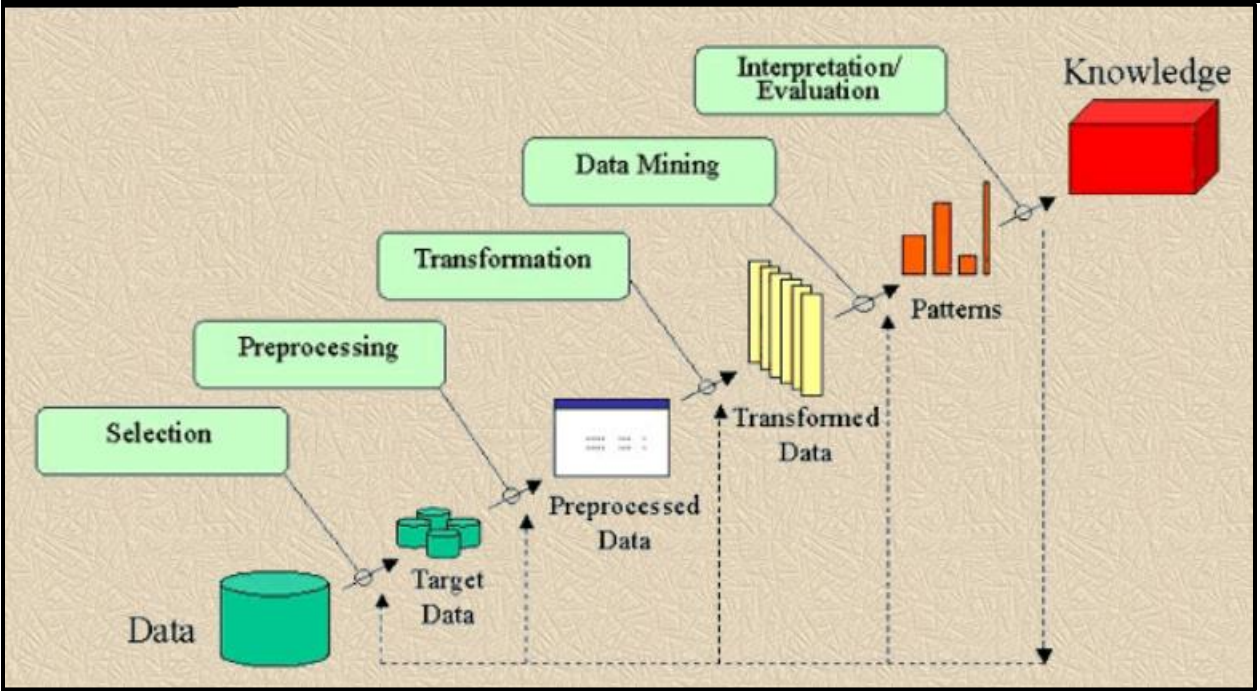 Interpretation/
Evaluation
Knowledge
Data Mining
Transformation
Patterns
Preprocessing
Transformed
Data
Selection
Preprocessed
Data
Target
Data
Data